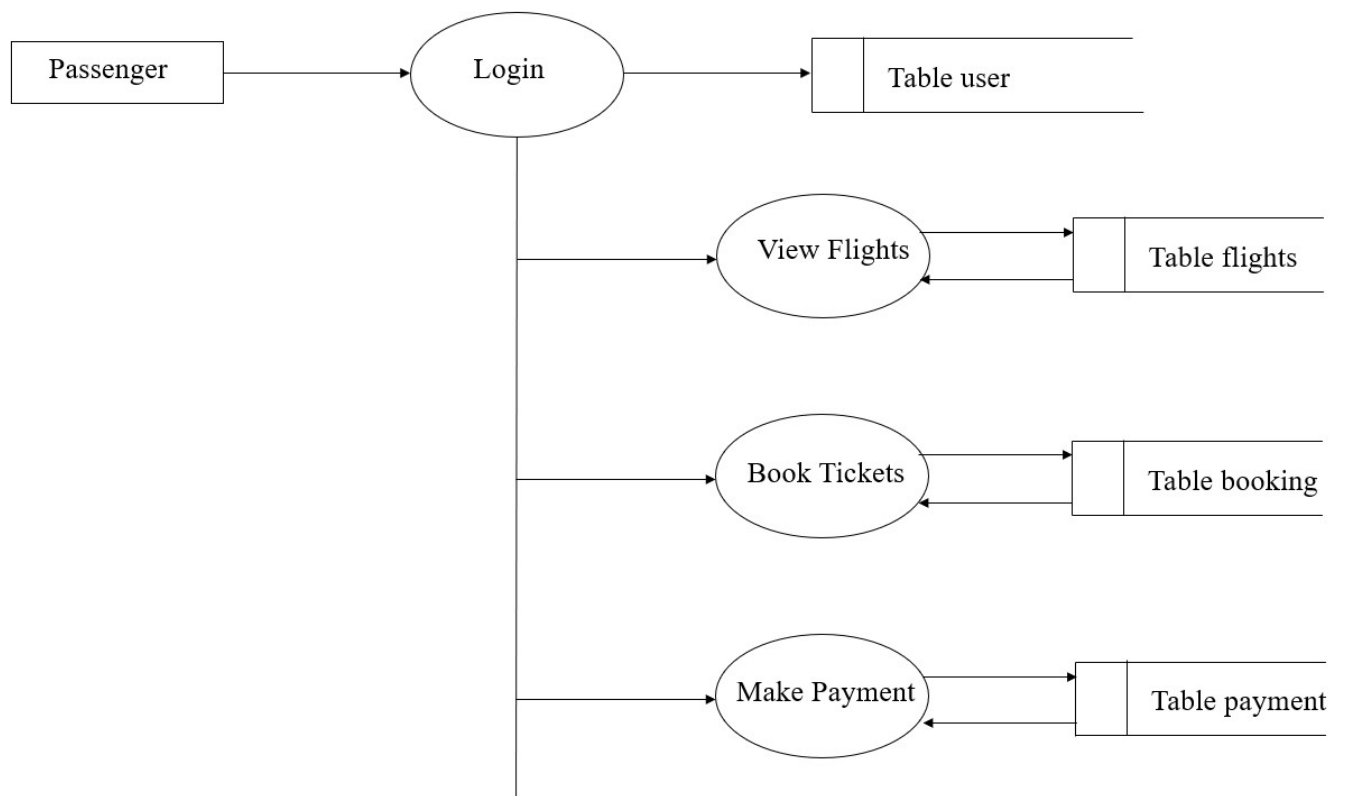 Passenger
Login
Table user
View Flights
Table flights
Book Tickets
Table booking
Make Payment
Table payment